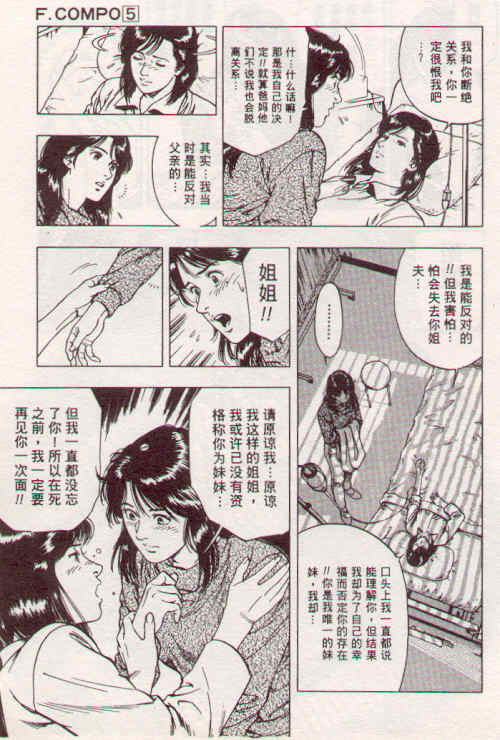 F.COMPO 5
我和你断绝
关系，你一
定很恨我吧
…?
什…什么话嘛！
那是我自己的决
定!!就算爸妈他
们不说我也会脱
离关系…
其实…我当
时是能反对
父亲的…
我是能反对的
!!但我害怕…
怕会失去你姐
夫…
………
姐姐!!
口头上我一直都说
能理解你，但结果
我却为了自己的幸
福而否定你的存在
!!你是我唯一的妹
妹，我却…
请原谅我…原谅
我这样的姐姐，
我或许已没有资
格称你为妹妹…
但我一直都没忘
了你！所以在死
之前，我一定要
再见你一次面!!